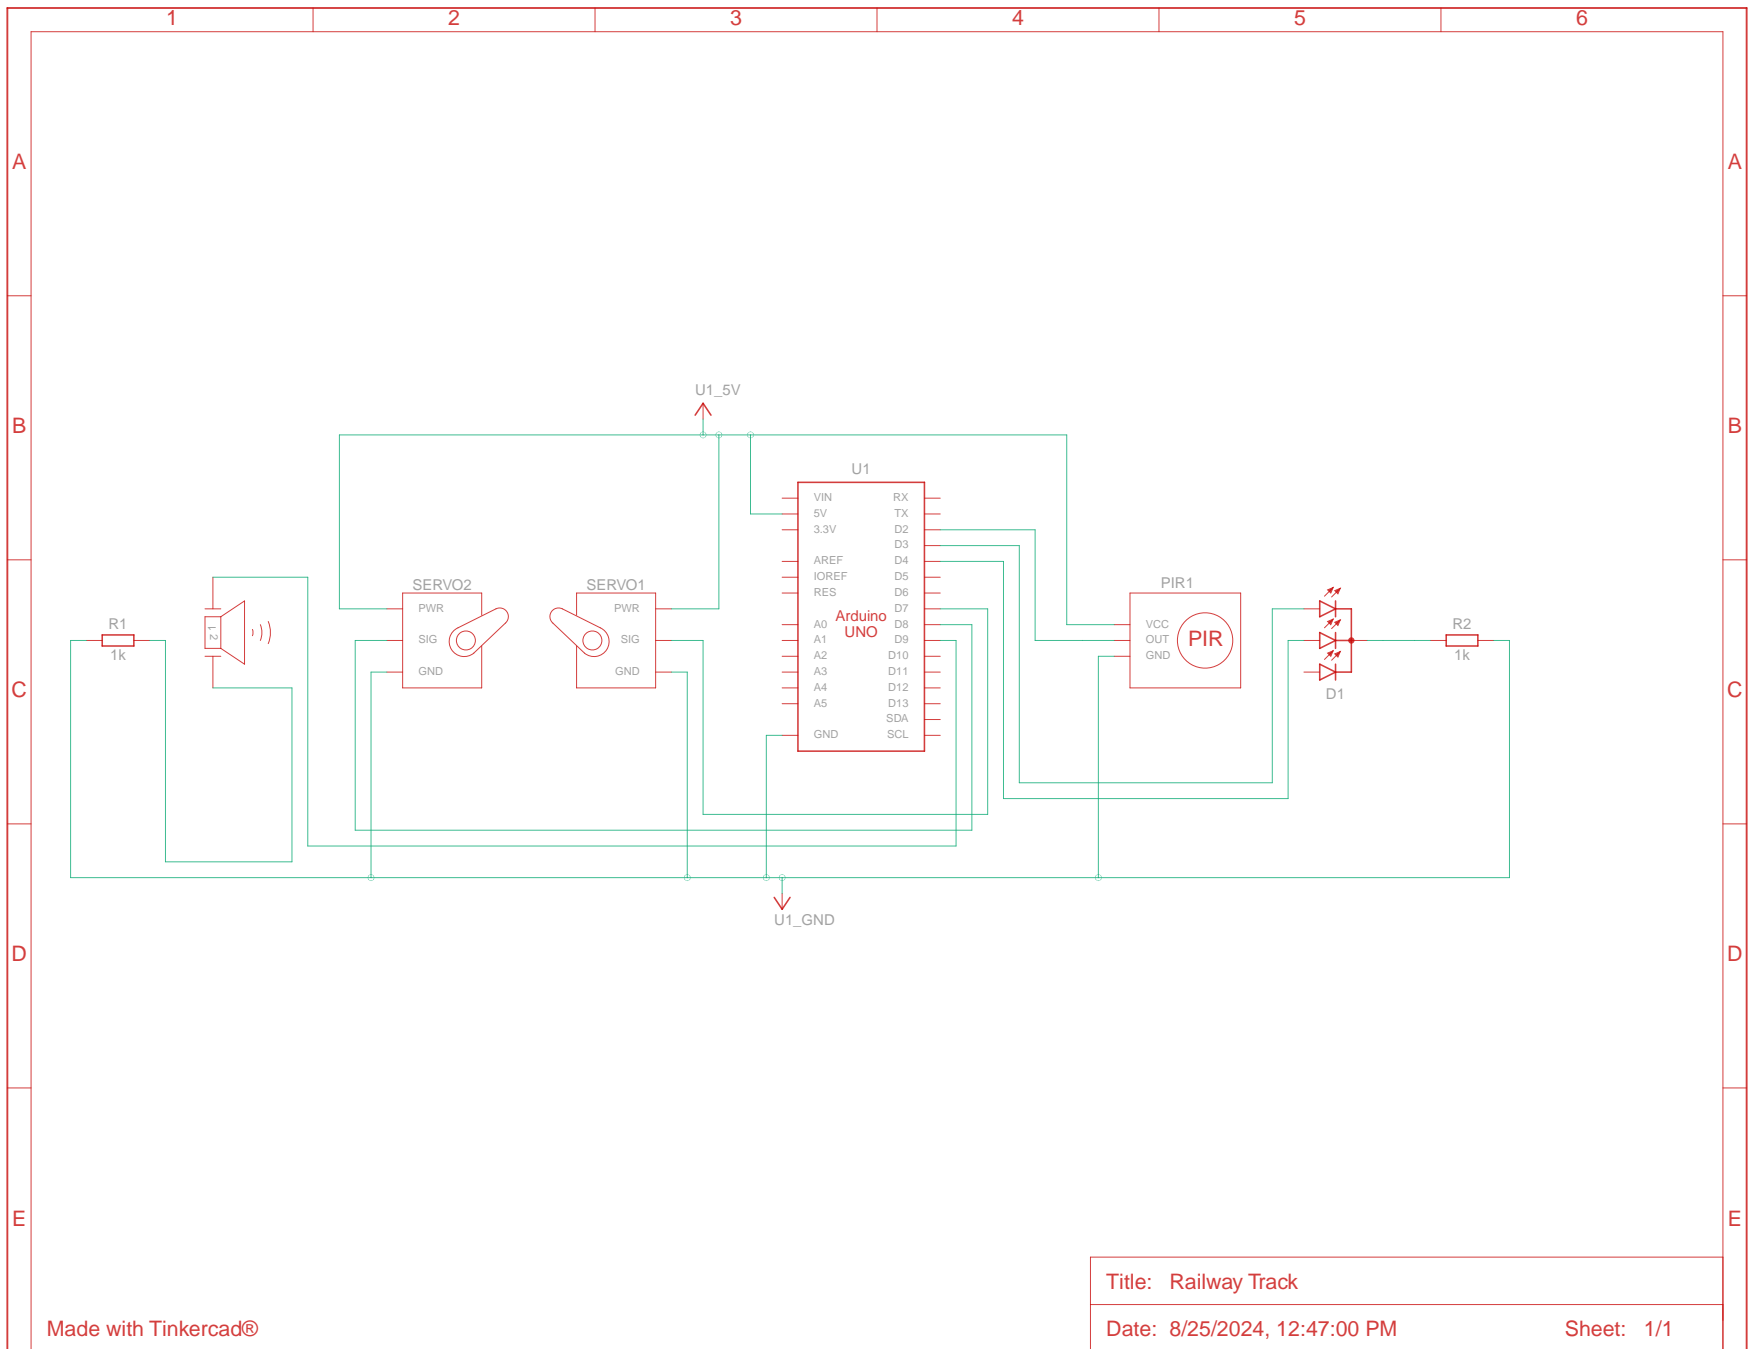 1 2 3 4 5 6
A A
U1_5V
B B
U1
VIN RX
5V TX
3.3V D2
D3
AREF D4
IOREF D5
RES D6
D7
A0 D8
A1 D9
A2 D10
A3 D11
A4 D12
A5 D13
SDA
GND SCL
Arduino
UNO
SERVO2
PWR
SIG
GND
SERVO1
PWR
SIG
GND
PIR1
VCC
OUT
GND
PIR
R1
1k
1 2
D1
R2
1k
C C
U1_GND
D D
E E
Title: Railway Track
Made with Tinkercad®
Date: 8/25/2024, 12:47:00 PM Sheet: 1/1